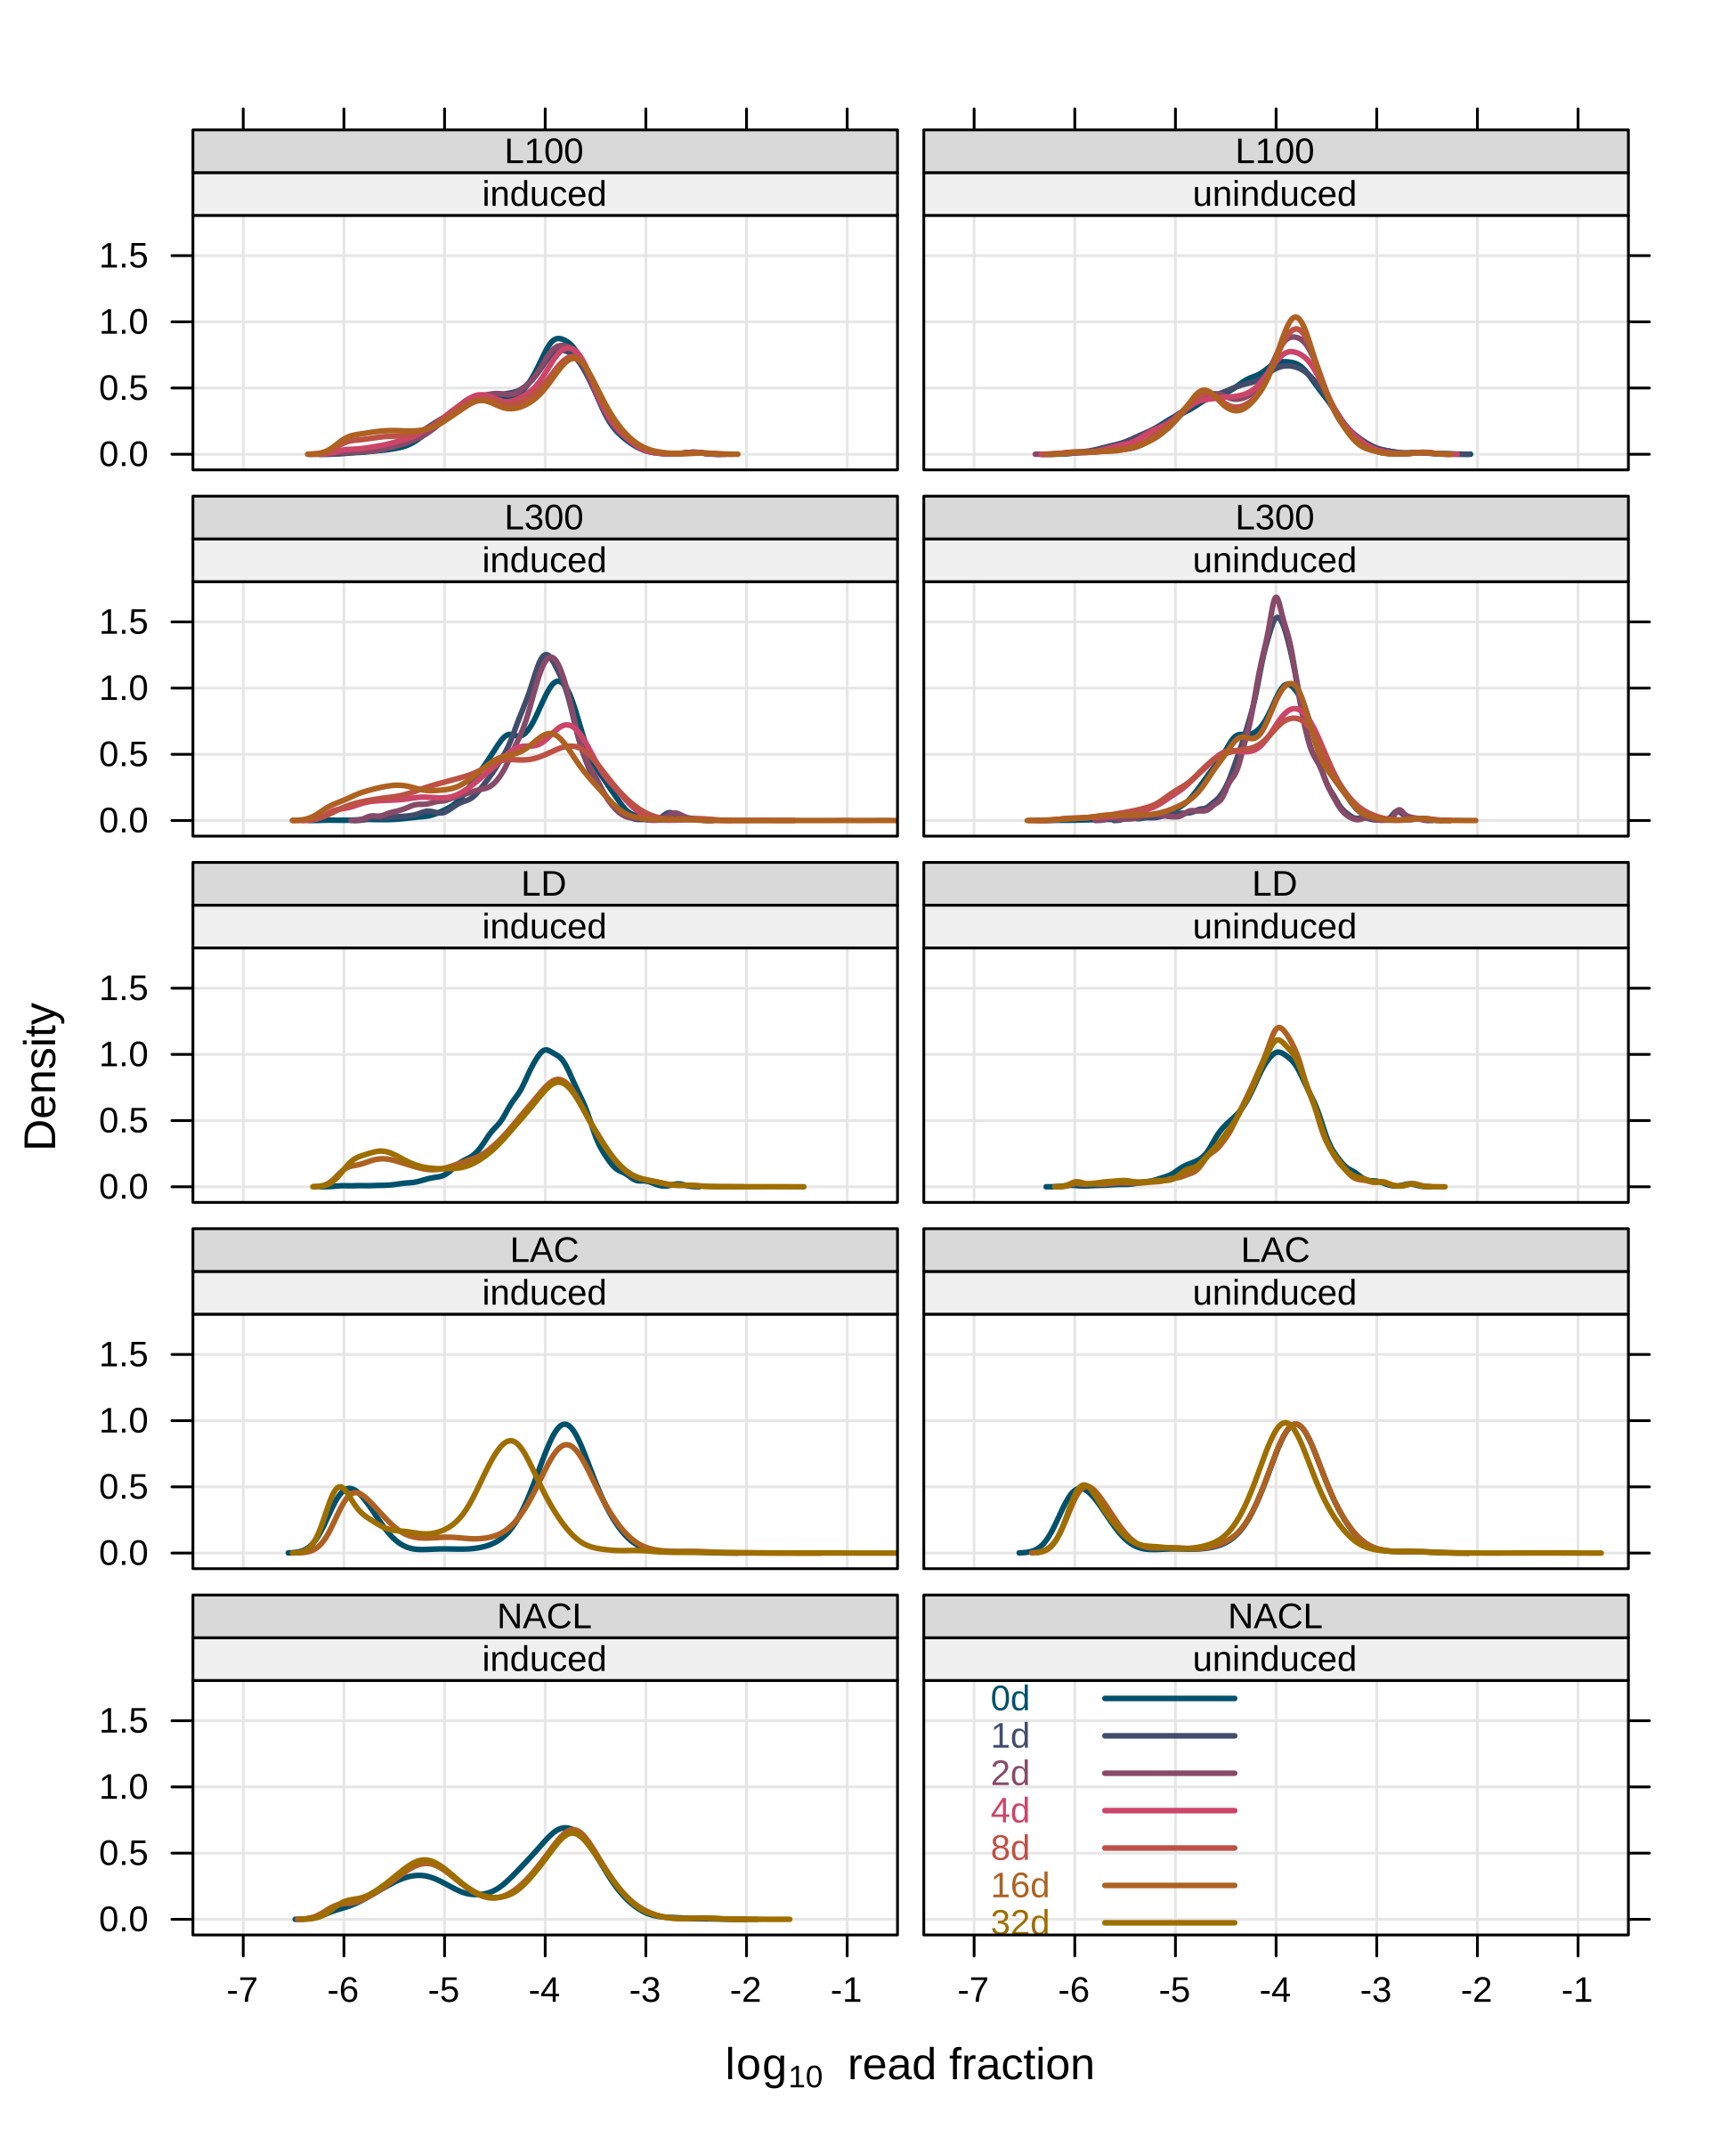 L100 L100
induced uninduced
1.5
1.0
0.5
0.0
L300 L300
induced uninduced
1.5
1.0
0.5
0.0
LD LD
induced uninduced
1.5
1.0
0.5
0.0
Density
LAC LAC
induced uninduced
1.5
1.0
0.5
0.0
NACL NACL
induced uninduced
1.5
1.0
0.5
0.0
0d
1d
2d
4d
8d
16d
32d
-7 -6 -5 -4 -3 -2 -1 -7 -6 -5 -4 -3 -2 -1
log10 read fraction